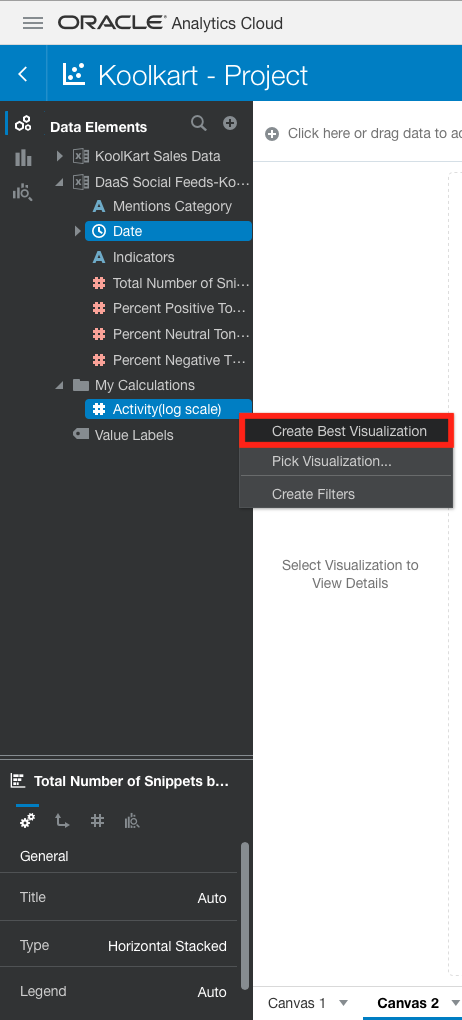 ORACLE® Analytics Cloud
Koolkart - Project
Data Elements
Click here or drag data to ad
KoolKart Sales Data
DaaS Social Feeds-Ko...
A Mentions Category
Date
A Indicators
Total Number of Sni...
Percent Positive To...
Percent Neutral Ton...
Percent Negative T...
My Calculations
Activity(log scale)
Value Labels
Create Best Visualization
Pick Visualization...
Create Filters
Select Visualization to
View Details
Total Number of Snippets b...
General
Title Auto
Type Horizontal Stacked
Legend Auto
Canvas 1
Canvas 2